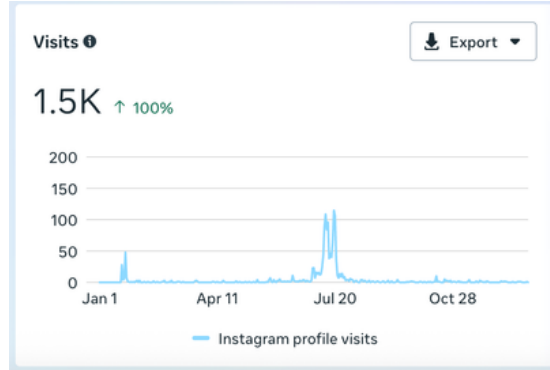 Visits
Export
1.5K ↑ 100%
200
150
100
50
0
Jan 1 Apr 11 Jul 20 Oct 28
Instagram profile visits